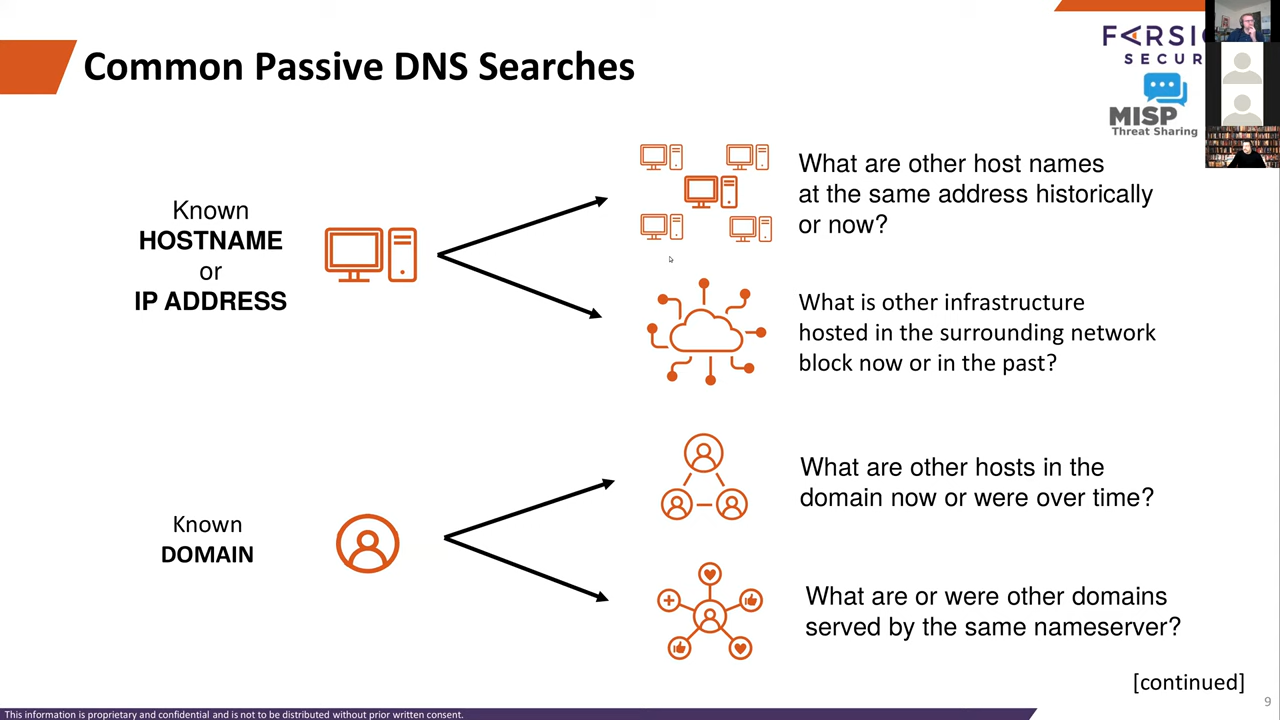 Common Passive DNS Searches
MISP
Threat Sharing
Known
HOSTNAME
or
IP ADDRESS
What are other host names
at the same address historically
or now?
What is other infrastructure
hosted in the surrounding network
block now or in the past?
Known
DOMAIN
What are other hosts in the
domain now or were over time?
What are or were other domains
served by the same nameserver?
[continued]
This information is proprietary and confidential and is not to be distributed without prior written consent.
9